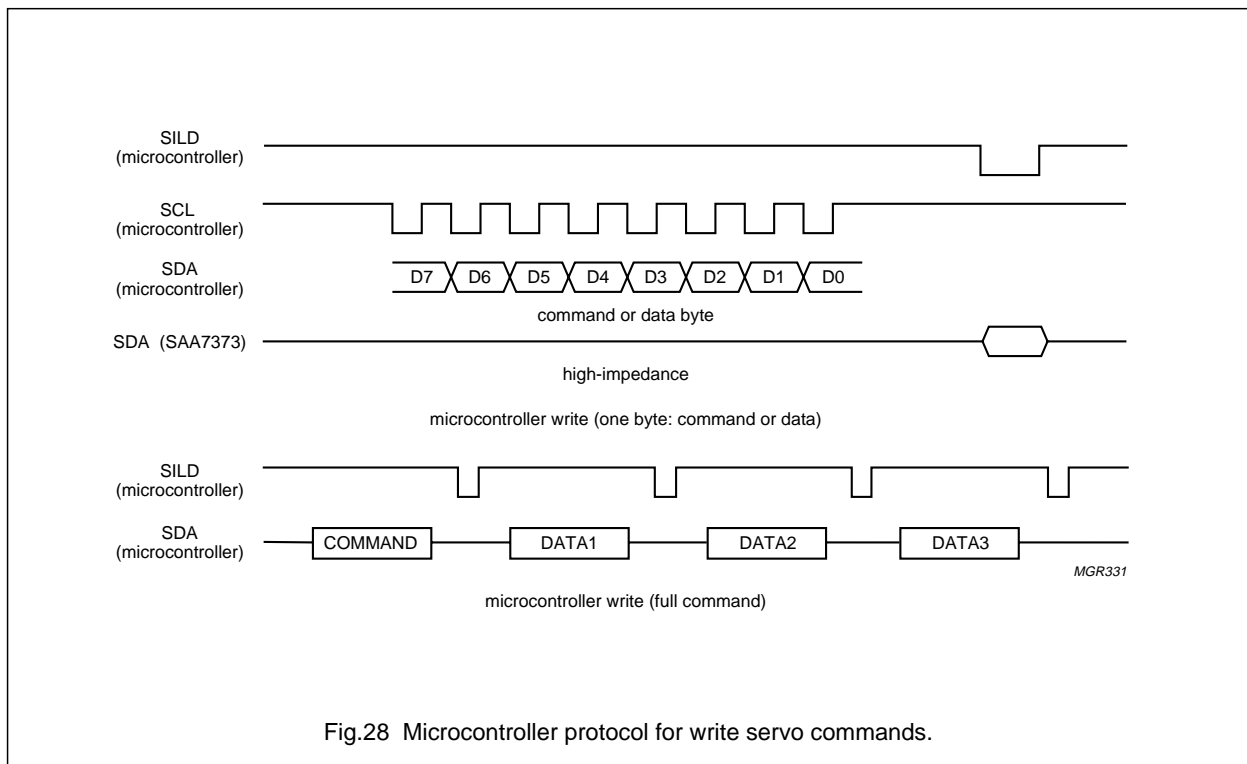 SILD
(microcontroller)
SCL
(microcontroller)
SDA
(microcontroller)
D7 D6 D5 D4 D3 D2 D1 D0
command or data byte
SDA (SAA7373)
high-impedance
microcontroller write (one byte: command or data)
SILD
(microcontroller)
SDA
(microcontroller)
COMMAND DATA1 DATA2 DATA3
MGR331
microcontroller write (full command)
Fig.28 Microcontroller protocol for write servo commands.